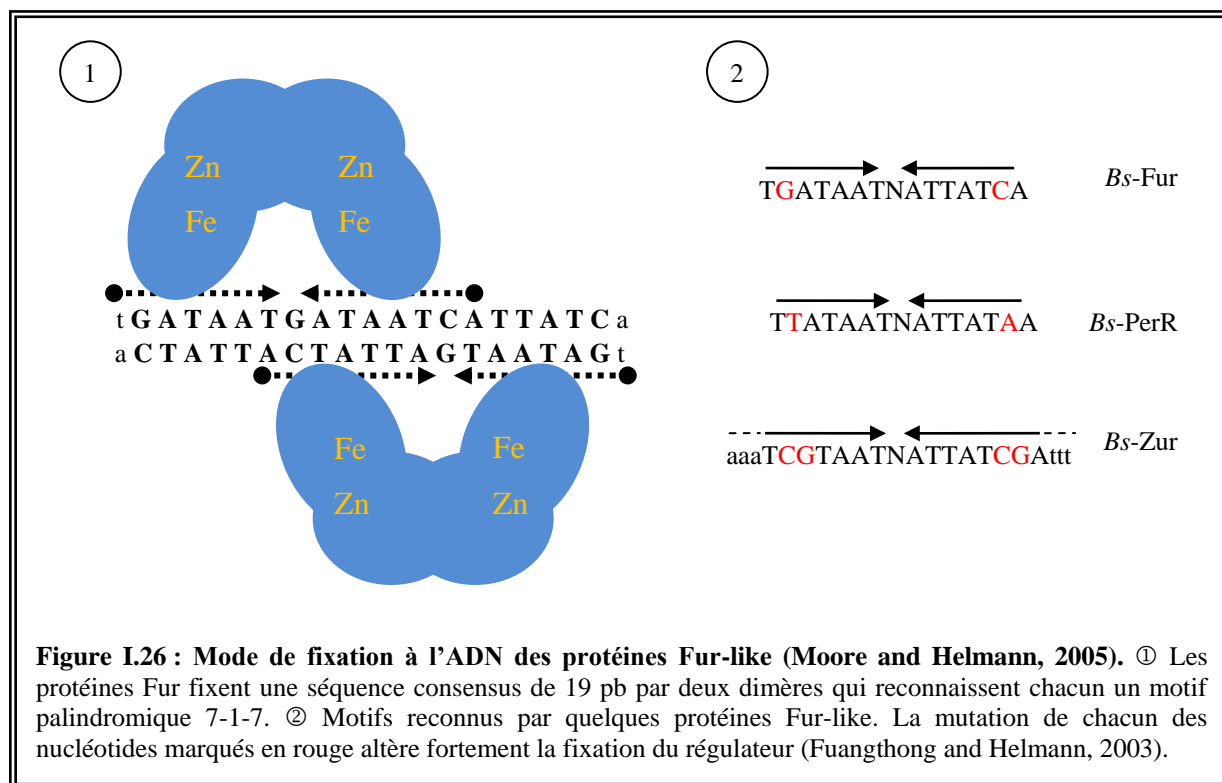 1
Zn Zn
Fe Fe
t G A T A A T G A T A A T C A T T A T C a
a C T A T T A C T A T T A G T A A T A G t
Fe Fe
Zn Zn
2
TGATAATNATTATCA Bs-Fur
TTATAATNATTATAA Bs-PerR
aaaTCGTAATNATTATCGAttt Bs-Zur
Figure I.26 : Mode de fixation à l’ADN des protéines Fur-like (Moore and Helmann, 2005). ① Les
protéines Fur fixent une séquence consensus de 19 pb par deux dimères qui reconnaissent chacun un motif
palindromique 7-1-7. ② Motifs reconnus par quelques protéines Fur-like. La mutation de chacun des
nucléotides marqués en rouge altère fortement la fixation du régulateur (Fuangthong and Helmann, 2003).